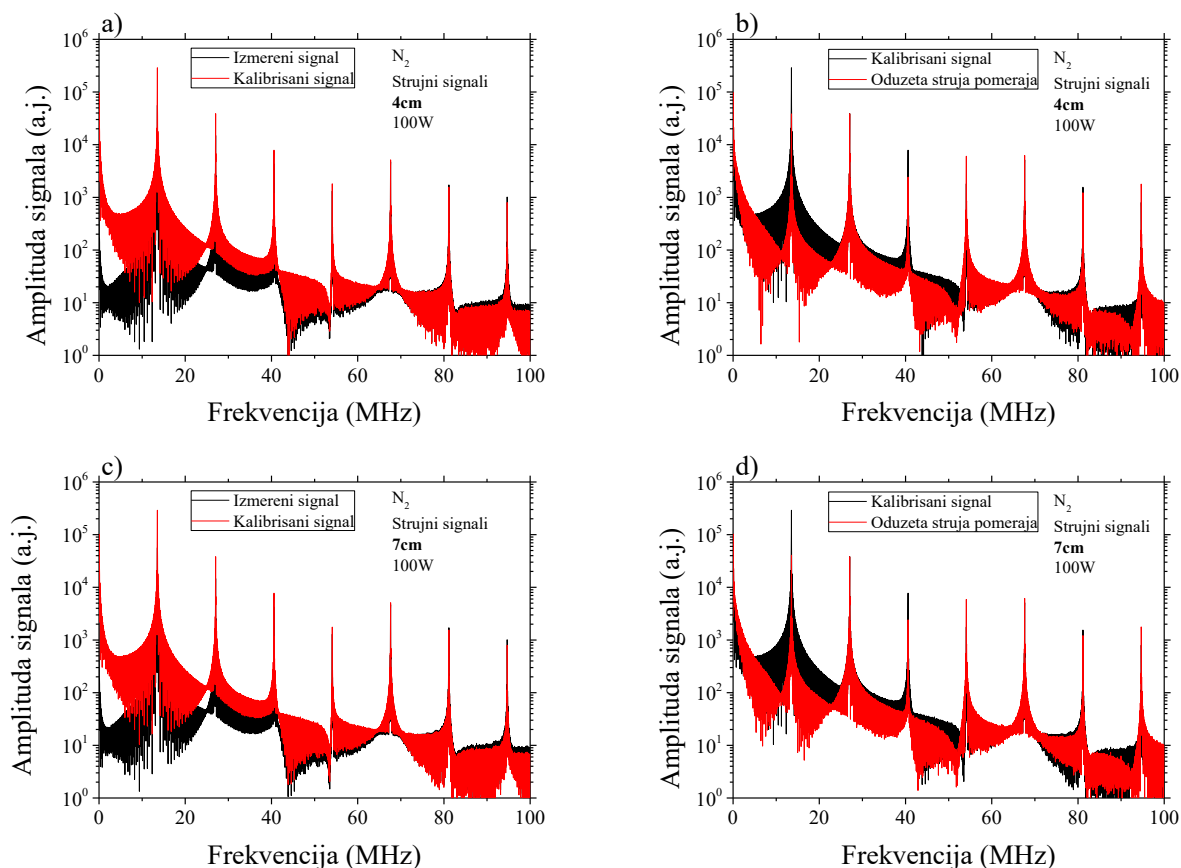 a)
Amplituda signala (a.j.)
10^6
10^5
10^4
10^3
10^2
10^1
10^0
Izmereni signal
Kalibrisani signal
N₂
Strujni signali
4cm
100W
0 20 40 60 80 100
Frekvencija (MHz)
b)
Amplituda signala (a.j.)
10^6
10^5
10^4
10^3
10^2
10^1
10^0
Kalibrisani signal
Oduzeta struja pomeraja
N₂
Strujni signali
4cm
100W
0 20 40 60 80 100
Frekvencija (MHz)
c)
Amplituda signala (a.j.)
10^6
10^5
10^4
10^3
10^2
10^1
10^0
Izmereni signal
Kalibrisani signal
N₂
Strujni signali
7cm
100W
0 20 40 60 80 100
Frekvencija (MHz)
d)
Amplituda signala (a.j.)
10^6
10^5
10^4
10^3
10^2
10^1
10^0
Kalibrisani signal
Oduzeta struja pomeraja
N₂
Strujni signali
7cm
100W
0 20 40 60 80 100
Frekvencija (MHz)